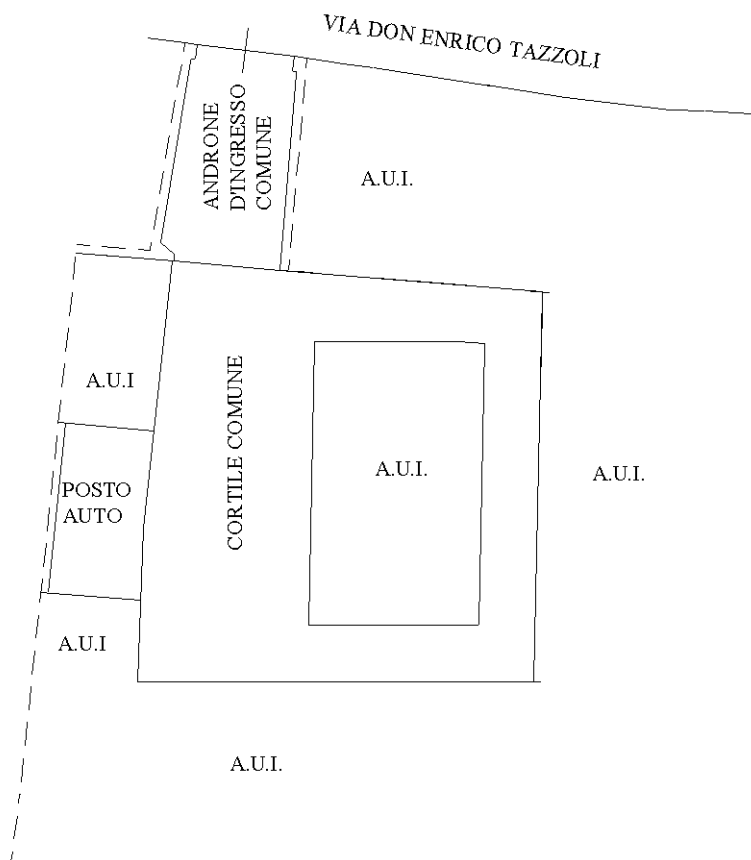 VIA DON ENRICO TAZZOLI
ANDRONE
D'INGRESSO
COMUNE
A.U.I.
A.U.I
CORTILE COMUNE
A.U.I.
A.U.I.
POSTO
AUTO
A.U.I
A.U.I.